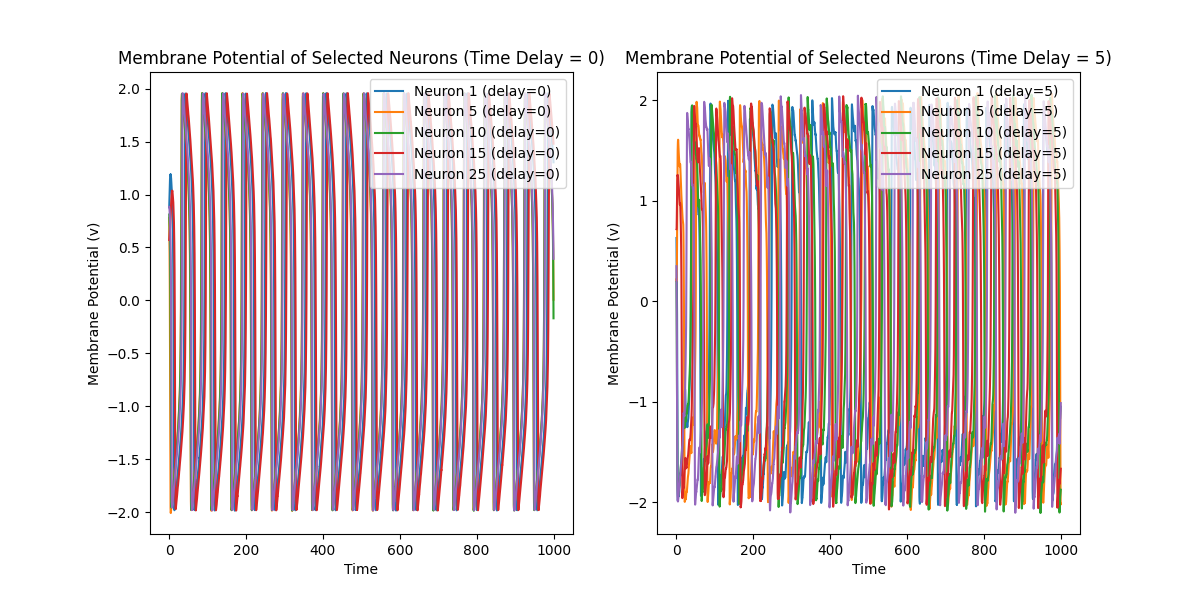 Membrane Potential of Selected Neurons (Time Delay = 0)
Membrane Potential (v)
2.0
1.5
1.0
0.5
0.0
−0.5
−1.0
−1.5
−2.0
Neuron 1 (delay=0)
Neuron 5 (delay=0)
Neuron 10 (delay=0)
Neuron 15 (delay=0)
Neuron 25 (delay=0)
0 200 400 600 800 1000
Time
Membrane Potential of Selected Neurons (Time Delay = 5)
Membrane Potential (v)
2
1
0
−1
−2
Neuron 1 (delay=5)
Neuron 5 (delay=5)
Neuron 10 (delay=5)
Neuron 15 (delay=5)
Neuron 25 (delay=5)
0 200 400 600 800 1000
Time